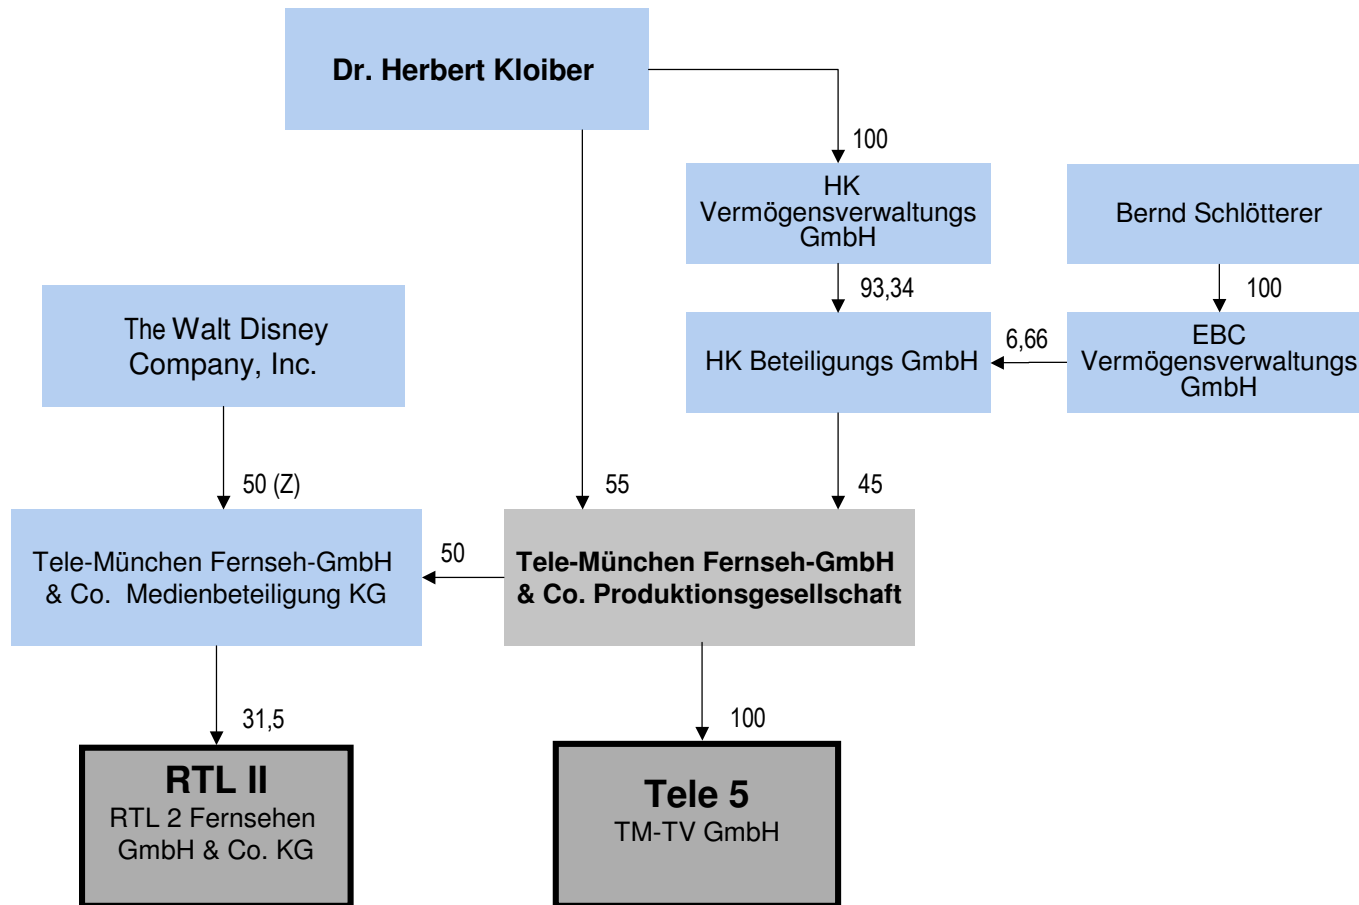 Dr. Herbert Kloiber
100
HK
Vermögensverwaltungs
GmbH
Bernd Schlötterer
93,34
100
The Walt Disney
Company, Inc.
HK Beteiligungs GmbH
6,66
EBC
Vermögensverwaltungs
GmbH
50 (Z)
55
45
Tele-München Fernseh-GmbH
& Co. Medienbeteiligung KG
50
Tele-München Fernseh-GmbH
& Co. Produktionsgesellschaft
31,5
100
RTL II
RTL 2 Fernsehen
GmbH & Co. KG
Tele 5
TM-TV GmbH